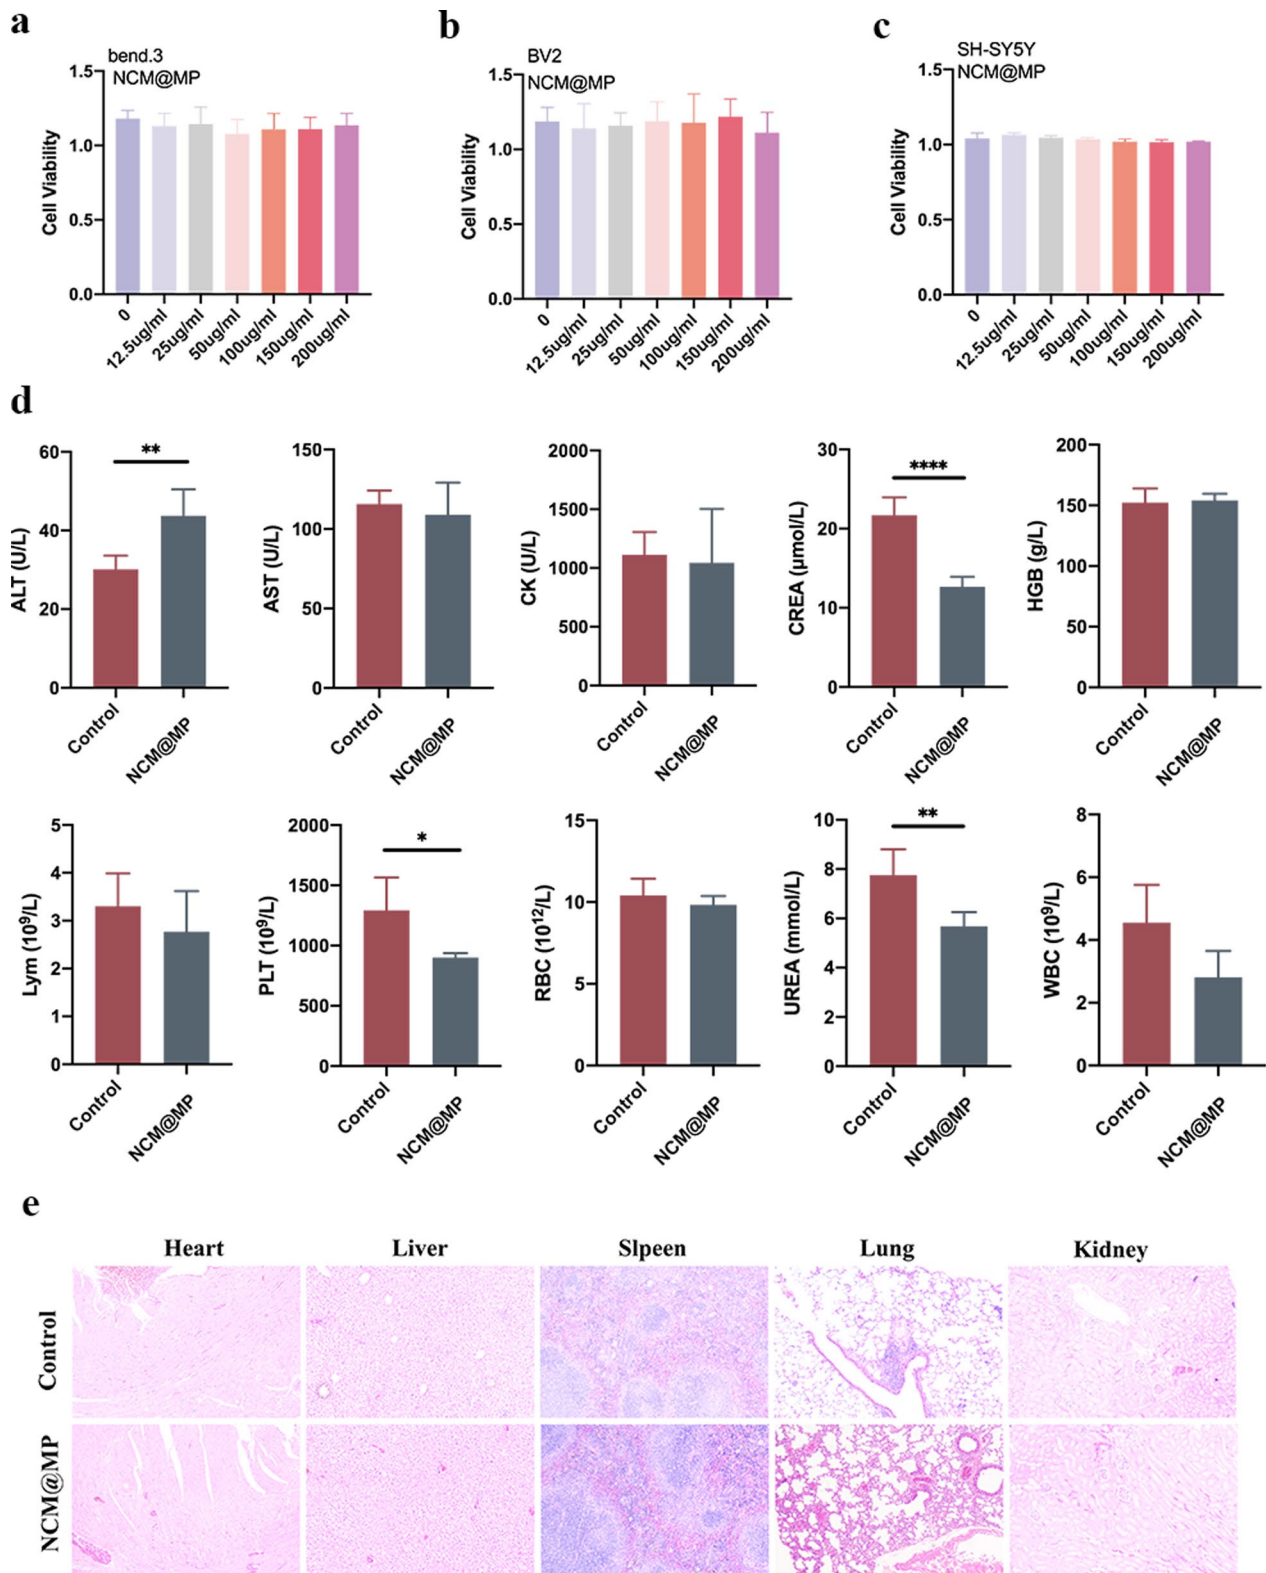 a
bend.3
NCM@MP
Cell Viability
1.5
1.0
0.5
0.0
0
12.5ug/ml
25ug/ml
50ug/ml
100ug/ml
150ug/ml
200ug/ml
b
BV2
NCM@MP
Cell Viability
1.5
1.0
0.5
0.0
0
12.5ug/ml
25ug/ml
50ug/ml
100ug/ml
150ug/ml
200ug/ml
c
SH-SY5Y
NCM@MP
Cell Viability
1.5
1.0
0.5
0.0
0
12.5ug/ml
25ug/ml
50ug/ml
100ug/ml
150ug/ml
200ug/ml
d
ALT (U/L)
60
40
20
0
**
Control
NCM@MP
AST (U/L)
150
100
50
0
Control
NCM@MP
CK (U/L)
2000
1500
1000
500
0
Control
NCM@MP
CREA (μmol/L)
30
20
10
0
****
Control
NCM@MP
HGB (g/L)
200
150
100
50
0
Control
NCM@MP
Lym (10⁹/L)
5
4
3
2
1
0
Control
NCM@MP
PLT (10⁹/L)
2000
1500
1000
500
0
*
Control
NCM@MP
RBC (10¹²/L)
15
10
5
0
Control
NCM@MP
UREA (mmol/L)
10
8
6
4
2
0
**
Control
NCM@MP
WBC (10⁹/L)
8
6
4
2
0
Control
NCM@MP
e
Heart
Liver
Slpeen
Lung
Kidney
Control
NCM@MP